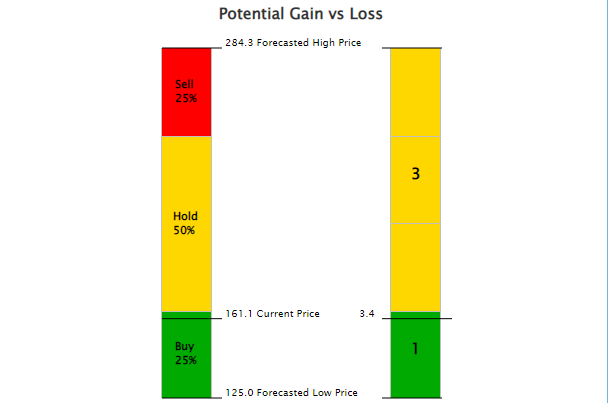 Potential Gain vs Loss
284.3 Forecasted High Price
Sell
25%
3
Hold
50%
161.1 Current Price
3.4
Buy
25%
1
125.0 Forecasted Low Price